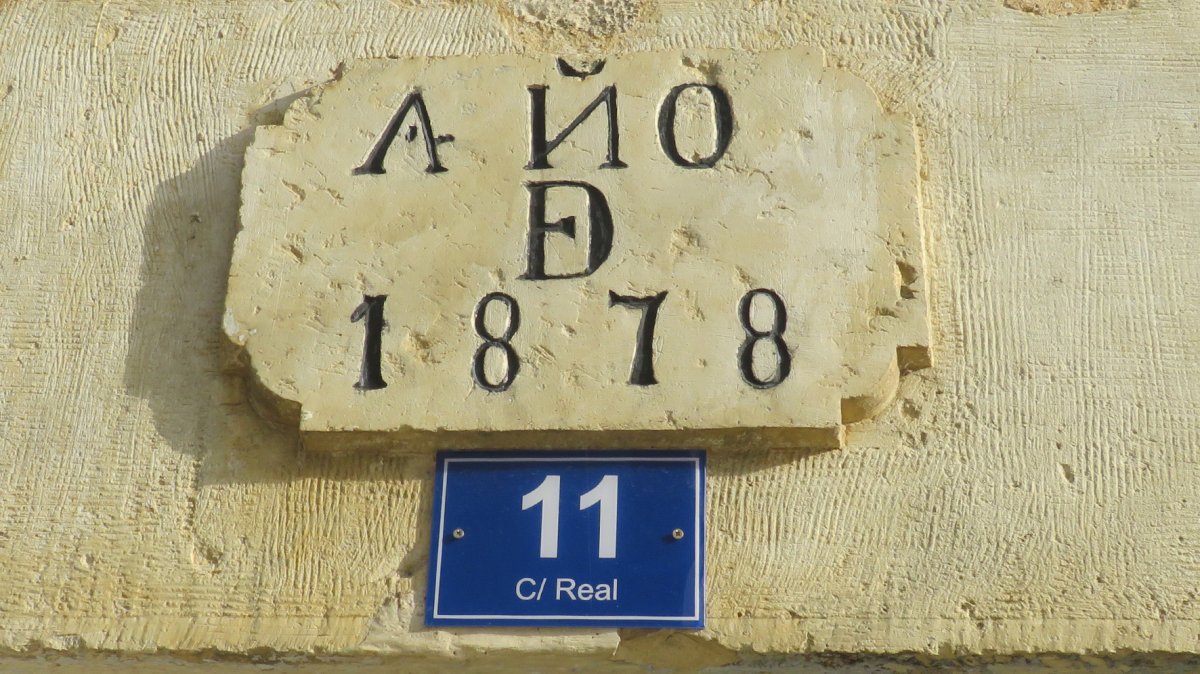 AÑO
DE
1878
11
C/ Real